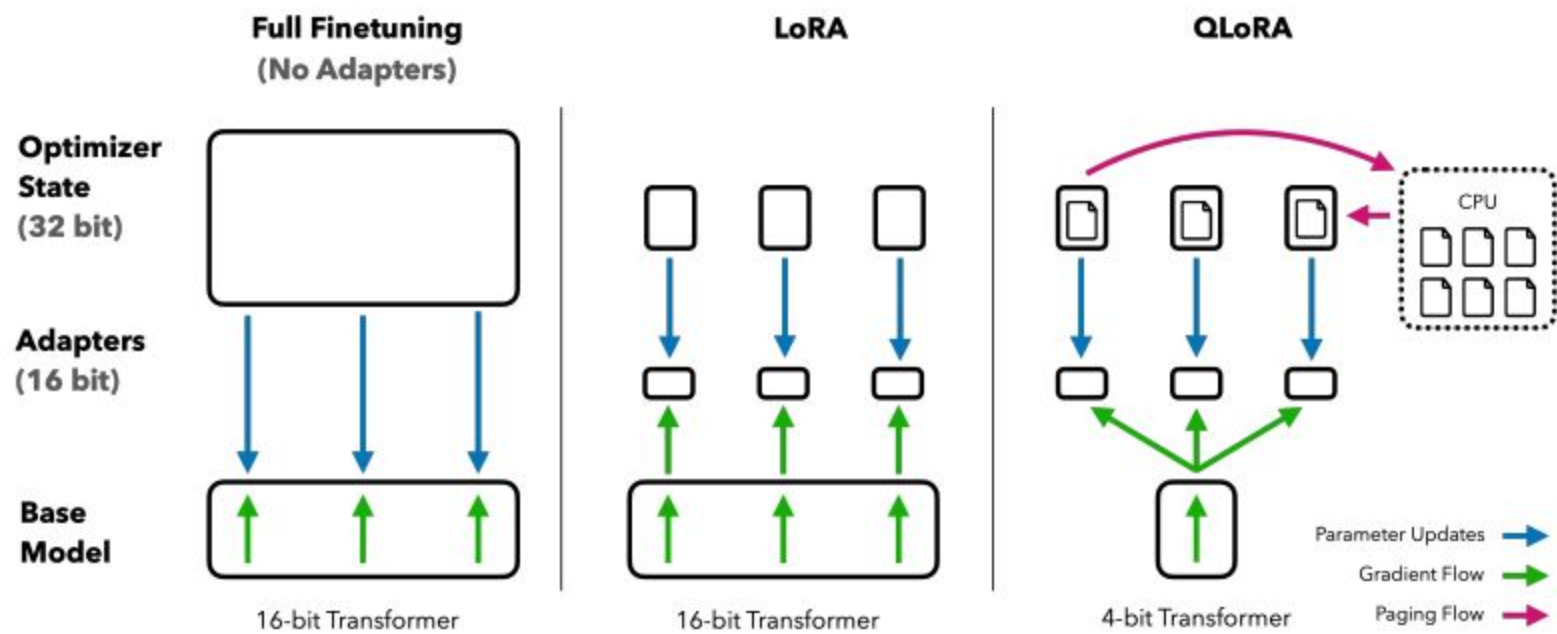 Full Finetuning
(No Adapters)
LoRA
QLoRA
Optimizer
State
(32 bit)
CPU
Adapters
(16 bit)
Base
Model
Parameter Updates
Gradient Flow
Paging Flow
16-bit Transformer
16-bit Transformer
4-bit Transformer